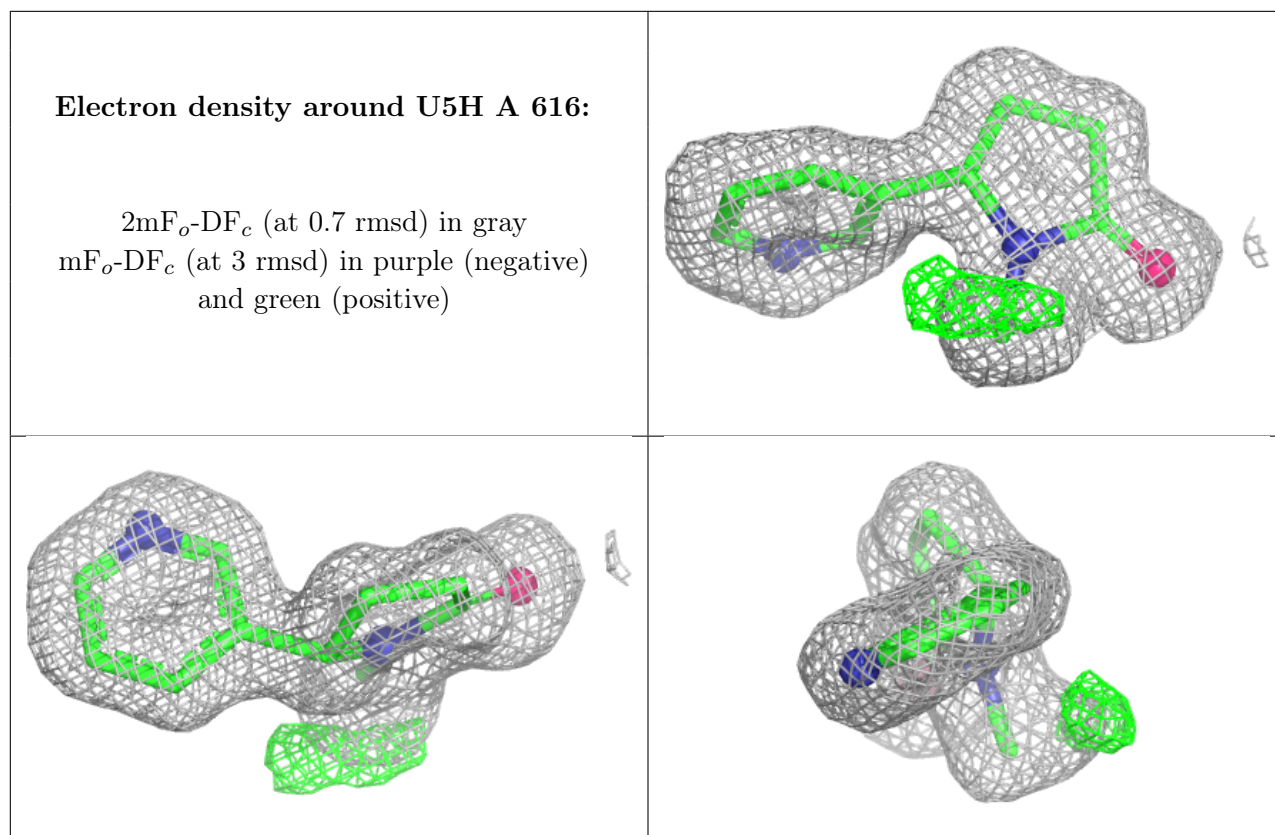 Electron density around U5H A 616:
2mFo-DFc (at 0.7 rmsd) in gray
mFo-DFc (at 3 rmsd) in purple (negative)
and green (positive)